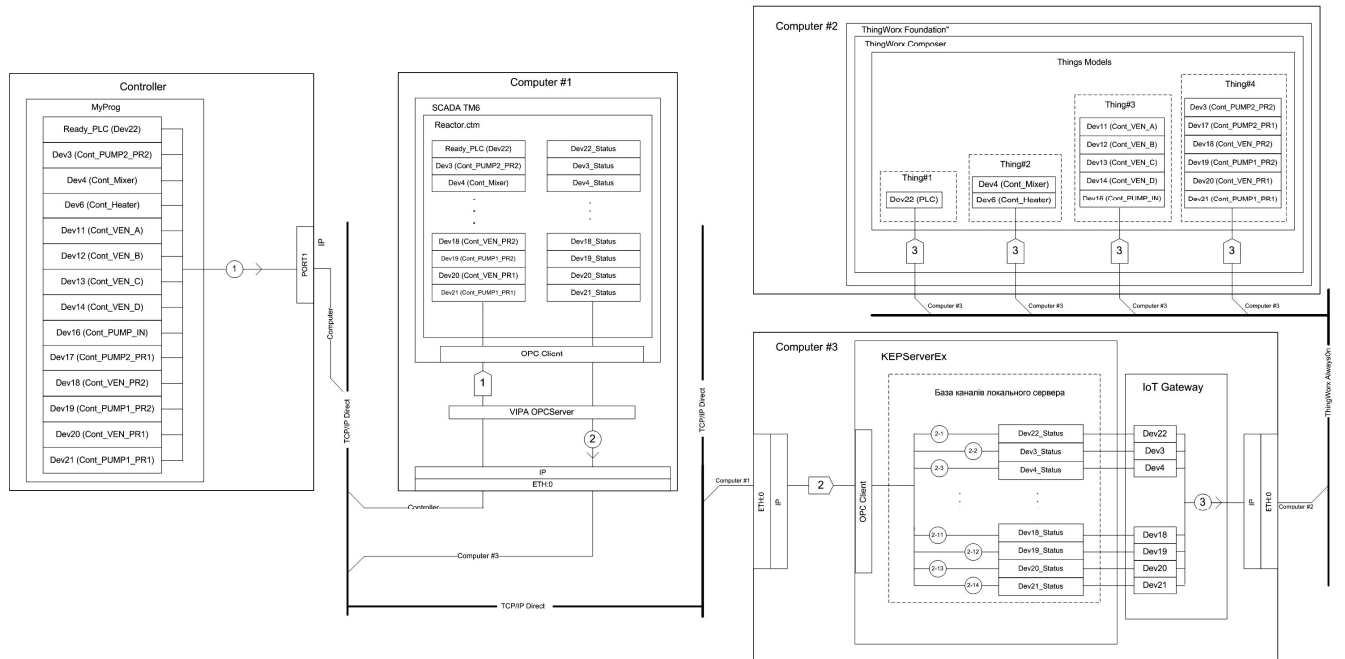 Controller
MyProg
Ready_PLC (Dev22)
Dev3 (Cont_PUMP2_PR2)
Dev4 (Cont_Mixer)
Dev6 (Cont_Heater)
Dev11 (Cont_VEN_A)
Dev12 (Cont_VEN_B)
Dev13 (Cont_VEN_C)
Dev14 (Cont_VEN_D)
Dev16 (Cont_PUMP_IN)
Dev17 (Cont_PUMP2_PR1)
Dev18 (Cont_VEN_PR2)
Dev19 (Cont_PUMP1_PR2)
Dev20 (Cont_VEN_PR1)
Dev21 (Cont_PUMP1_PR1)
1
PORT1
IP
Computer
TCP/IP Direct
Computer #1
SCADA TM6
Reactor.ctm
Ready_PLC (Dev22)
Dev3 (Cont_PUMP2_PR2)
Dev4 (Cont_Mixer)
Dev18 (Cont_VEN_PR2)
Dev19 (Cont_PUMP1_PR2)
Dev20 (Cont_VEN_PR1)
Dev21 (Cont_PUMP1_PR1)
Dev22_Status
Dev3_Status
Dev4_Status
Dev18_Status
Dev19_Status
Dev20_Status
Dev21_Status
OPC Client
1
VIPA OPCServer
2
IP
ETH:0
Controller
Computer #3
TCP/IP Direct
TCP/IP Direct
Computer #2
ThingWorx Foundation"
ThingWorx Composer
Things Models
Thing#1
Dev22 (PLC)
Thing#2
Dev4 (Cont_Mixer)
Dev6 (Cont_Heater)
Thing#3
Dev11 (Cont_VEN_A)
Dev12 (Cont_VEN_B)
Dev13 (Cont_VEN_C)
Dev14 (Cont_VEN_D)
Dev16 (Cont_PUMP_IN)
Thing#4
Dev3 (Cont_PUMP2_PR2)
Dev17 (Cont_PUMP2_PR1)
Dev18 (Cont_VEN_PR2)
Dev19 (Cont_PUMP1_PR2)
Dev20 (Cont_VEN_PR1)
Dev21 (Cont_PUMP1_PR1)
3
3
3
3
Computer #3
Computer #3
Computer #3
Computer #3
ThingWorx AlwaysOn
Computer #3
Computer #1
ETH:0
IP
2
KEPServerEx
OPC Client
База каналів локального сервера
2-1
2-2
2-3
2-11
2-12
2-13
2-14
Dev22_Status
Dev3_Status
Dev4_Status
Dev18_Status
Dev19_Status
Dev20_Status
Dev21_Status
IoT Gateway
Dev22
Dev3
Dev4
Dev18
Dev19
Dev20
Dev21
3
IP
ETH:0
Computer #2